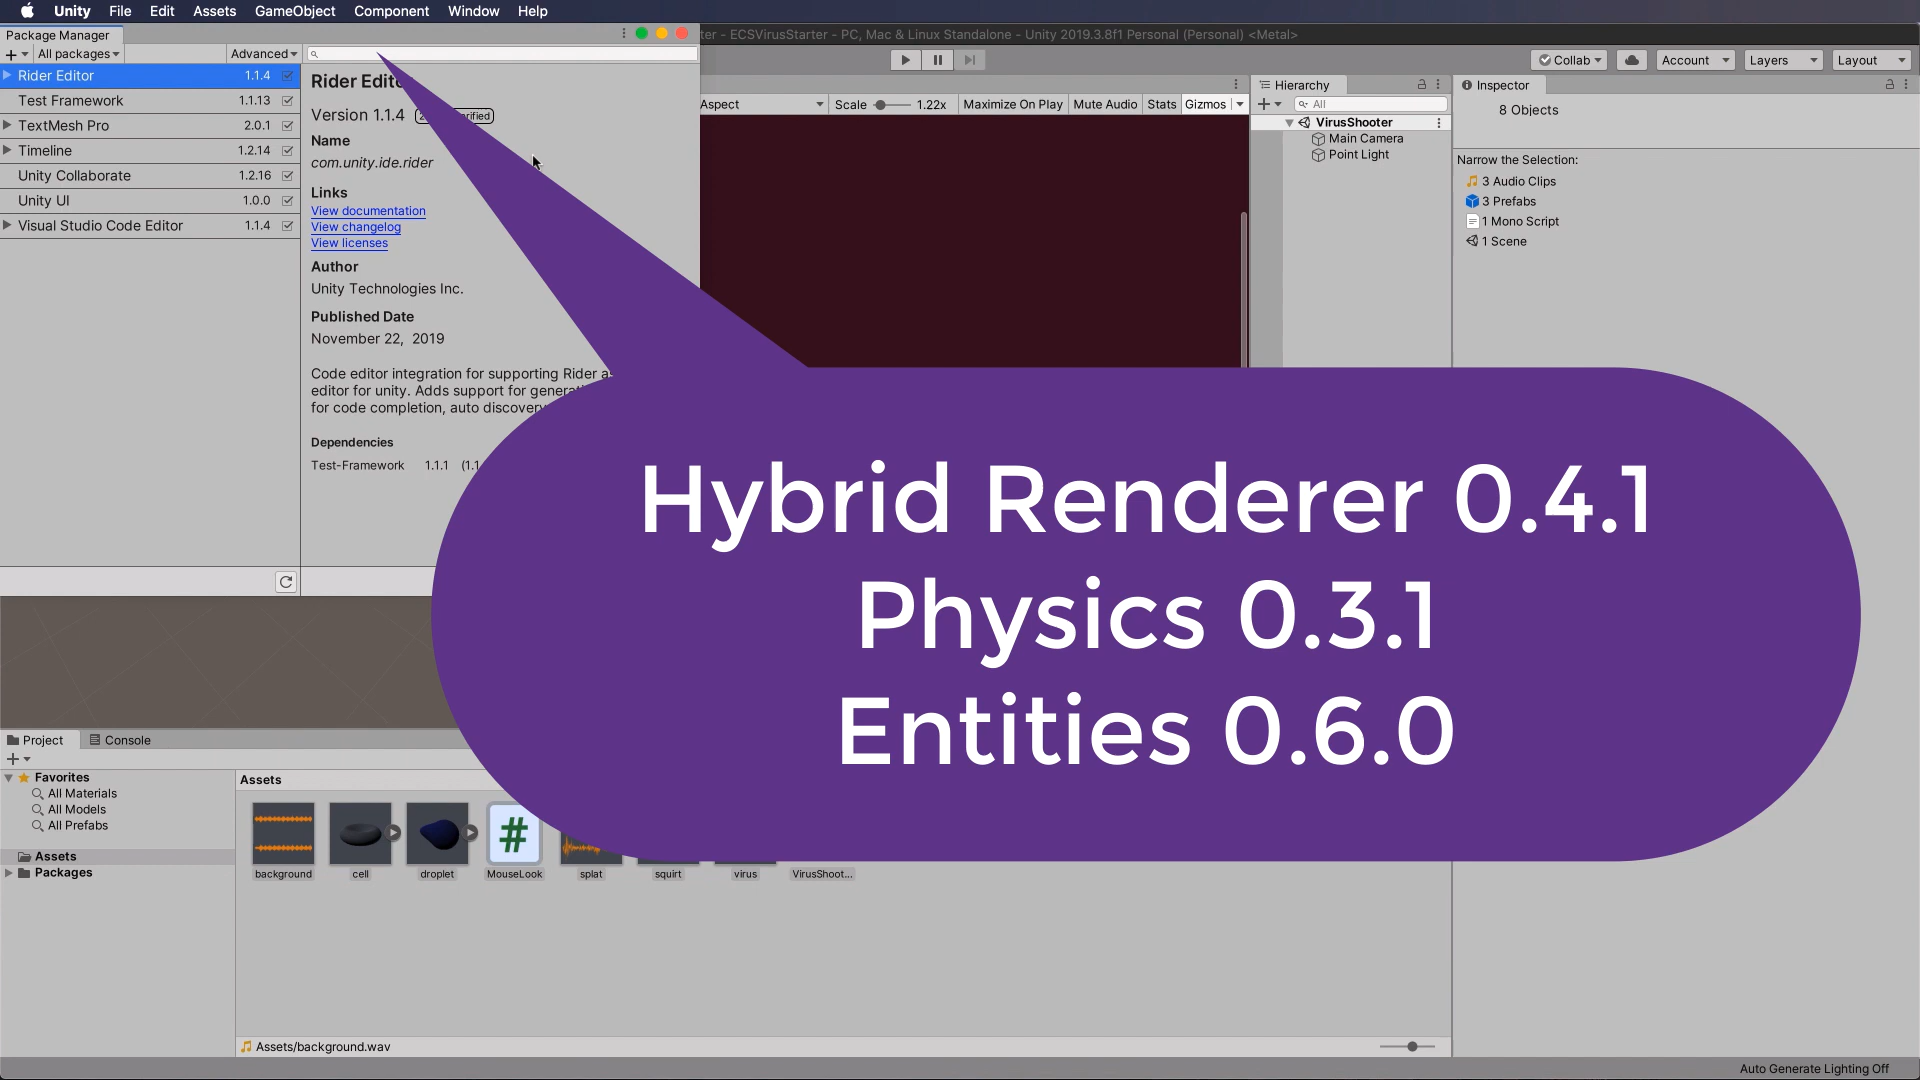 Unity File Edit Assets GameObject Component Window Help
Package Manager
ter - ECSVirusStarter - PC, Mac & Linux Standalone - Unity 2019.3.8f1 Personal (Personal) <Metal>
All packages Advanced
Collab Account Layers Layout
Rider Editor 1.1.4
Test Framework 1.1.13
TextMesh Pro 2.0.1
Timeline 1.2.14
Unity Collaborate 1.2.16
Unity UI 1.0.0
Visual Studio Code Editor 1.1.4
Rider
Version 1.1.4
Name
com.unity.ide.rider
Links
View documentation
View changelog
View licenses
Author
Unity Technologies Inc.
Published Date
November 22, 2019
Code editor integration for supporting Rider
editor for unity. Adds support for
for code completion, auto discovery
Dependencies
Test-Framework 1.1.1
Aspect Scale 1.22x Maximize On Play Mute Audio Stats Gizmos
Hierarchy
All
VirusShooter
Main Camera
Point Light
Inspector
8 Objects
Narrow the Selection:
3 Audio Clips
3 Prefabs
1 Mono Script
1 Scene
Hybrid Renderer 0.4.1
Physics 0.3.1
Entities 0.6.0
Project Console
Favorites
All Materials
All Models
All Prefabs
Assets
Packages
Assets
background cell droplet MouseLook splat squirt virus VirusShoot...
Assets/background.wav
Auto Generate Lighting Off